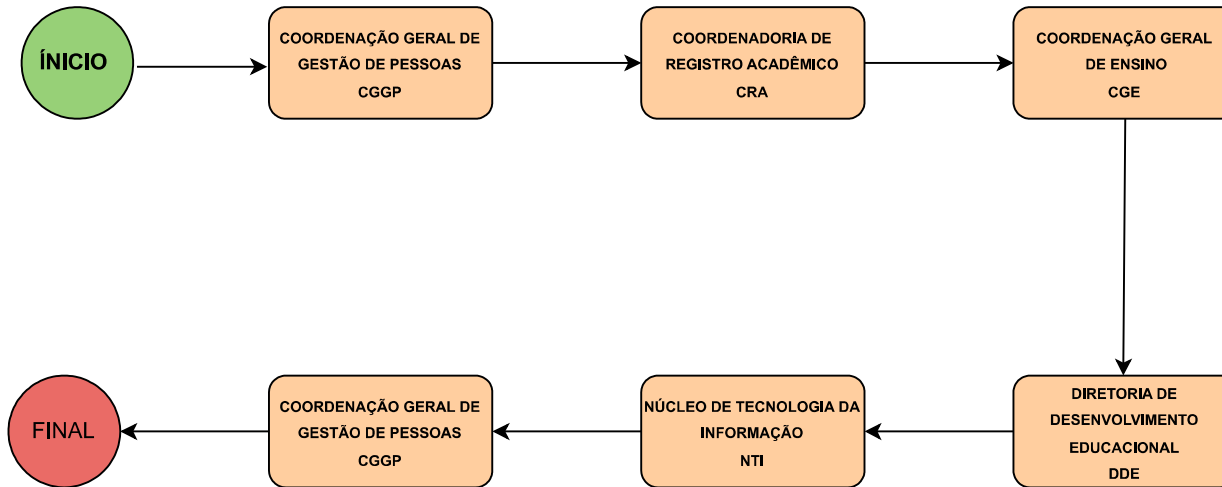 ÍNICIO
COORDENAÇÃO GERAL DE
GESTÃO DE PESSOAS
CGGP
COORDENADORIA DE
REGISTRO ACADÊMICO
CRA
COORDENAÇÃO GERAL
DE ENSINO
CGE
DIRETORIA DE
DESENVOLVIMENTO
EDUCACIONAL
DDE
NÚCLEO DE TECNOLOGIA DA
INFORMAÇÃO
NTI
COORDENAÇÃO GERAL DE
GESTÃO DE PESSOAS
CGGP
FINAL